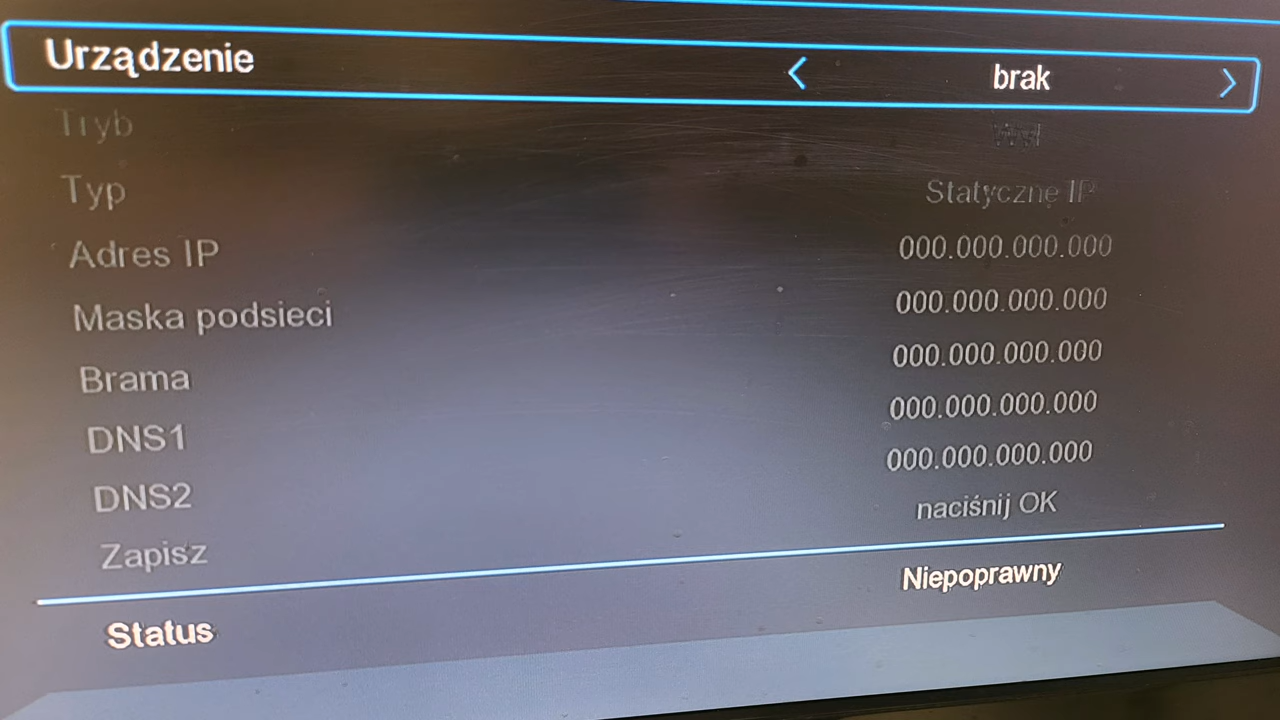 Urządzenie brak
Tryb
Typ Statyczne IP
Adres IP 000.000.000.000
Maska podsieci 000.000.000.000
Brama 000.000.000.000
DNS1 000.000.000.000
DNS2 000.000.000.000
Zapisz naciśnij OK
Status Niepoprawny